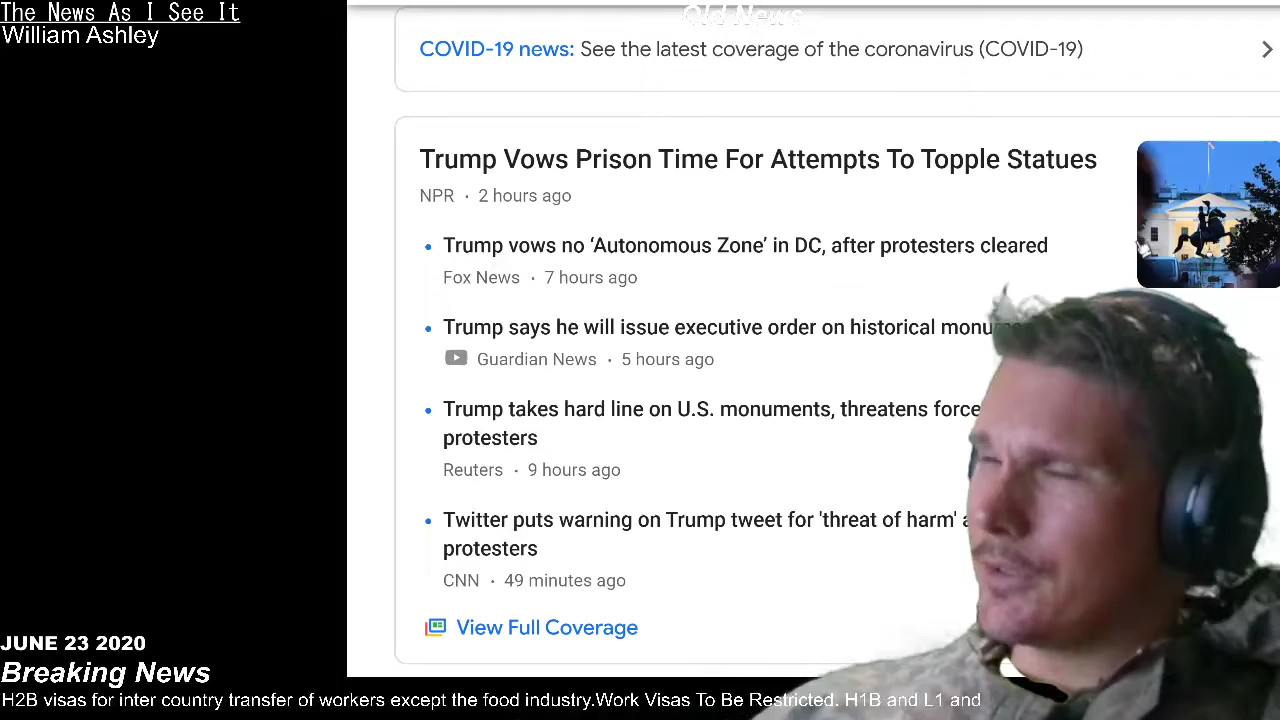 The News As I See It
William Ashley
Old News
COVID-19 news: See the latest coverage of the coronavirus (COVID-19)
Trump Vows Prison Time For Attempts To Topple Statues
NPR · 2 hours ago
Trump vows no ‘Autonomous Zone’ in DC, after protesters cleared
Fox News · 7 hours ago
Trump says he will issue executive order on historical
Guardian News · 5 hours ago
Trump takes hard line on U.S. monuments, threatens force
protesters
Reuters · 9 hours ago
Twitter puts warning on Trump tweet for 'threat of harm'
protesters
CNN · 49 minutes ago
View Full Coverage
JUNE 23 2020
Breaking News
H2B visas for inter country transfer of workers except the food industry.Work Visas To Be Restricted. H1B and L1 and